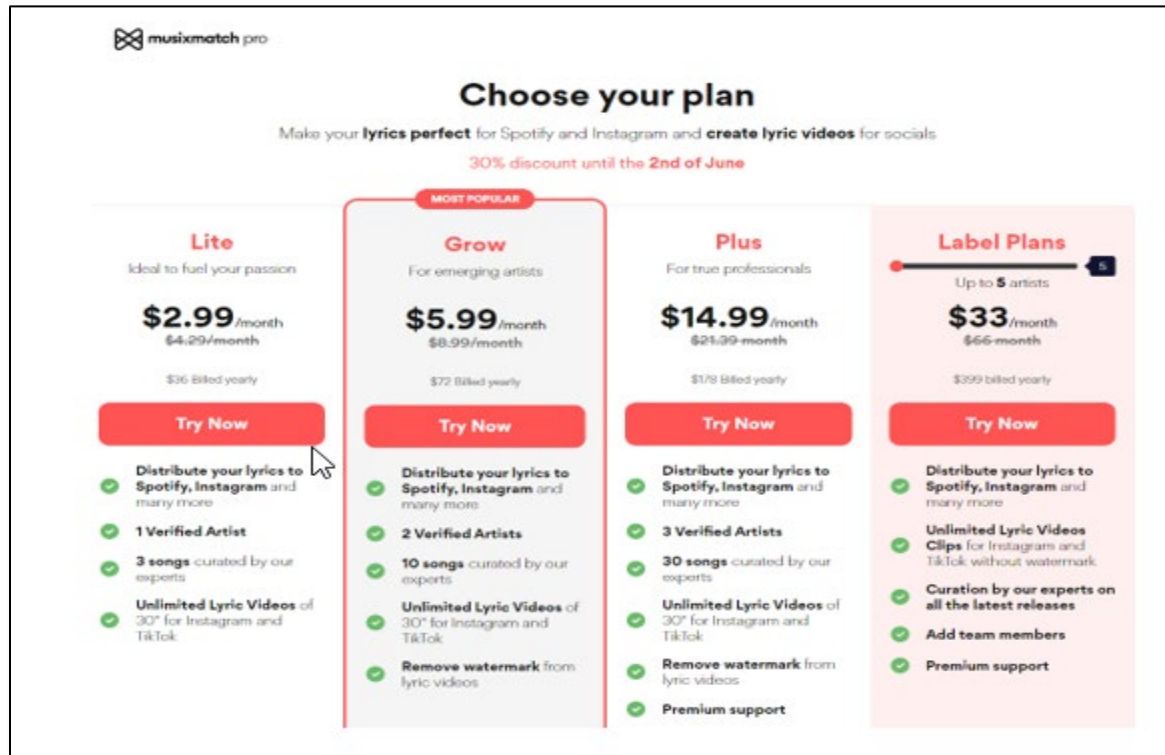 musixmatch pro
Choose your plan
Make your lyrics perfect for Spotify and Instagram and create lyric videos for socials
30% discount until the 2nd of June
MOST POPULAR
Lite
Ideal to fuel your passion
$2.99/month
$4.29/month
$36 Billed yearly
Try Now
Distribute your lyrics to
Spotify, Instagram and
many more
1 Verified Artist
3 songs curated by our
experts
Unlimited Lyric Videos of
30" for Instagram and
TikTok
Grow
For emerging artists
$5.99/month
$8.99/month
$72 Billed yearly
Try Now
Distribute your lyrics to
Spotify, Instagram and
many more
2 Verified Artists
10 songs curated by our
experts
Unlimited Lyric Videos of
30" for Instagram and
TikTok
Remove watermark from
lyric videos
Plus
For true professionals
$14.99/month
$21.39 month
$178 Billed yearly
Try Now
Distribute your lyrics to
Spotify, Instagram and
many more
3 Verified Artists
30 songs curated by our
experts
Unlimited Lyric Videos of
30" for Instagram and
TikTok
Remove watermark from
lyric videos
Premium support
Label Plans
5
Up to 5 artists
$33/month
$66 month
$399 billed yearly
Try Now
Distribute your lyrics to
Spotify, Instagram and
many more
Unlimited Lyric Videos
Clips for Instagram and
TikTok without watermark
Curation by our experts on
all the latest releases
Add team members
Premium support